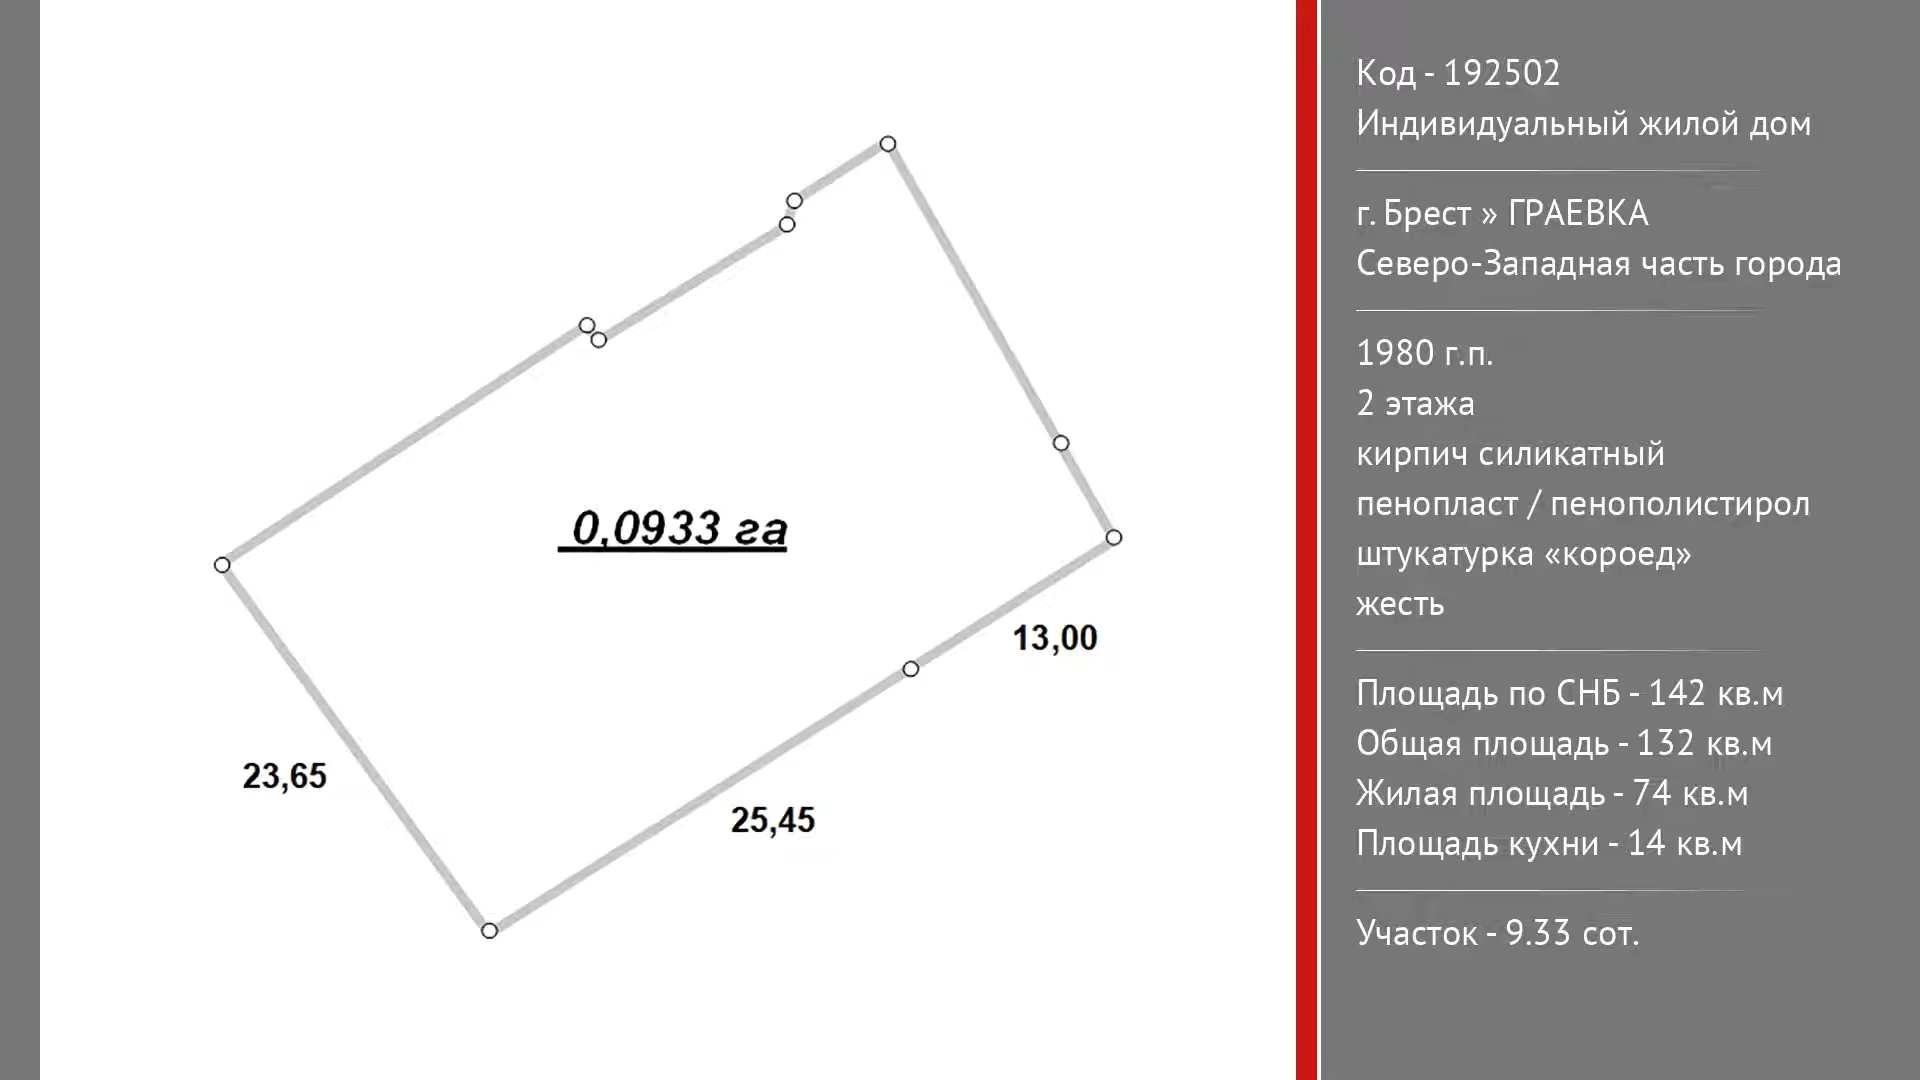 0,0933 га
13,00
23,65
25,45
Код - 192502
Индивидуальный жилой дом
г. Брест » ГРАЕВКА
Северо-Западная часть города
1980 г.п.
2 этажа
кирпич силикатный
пенопласт / пенополистирол
штукатурка «короед»
жесть
Площадь по СНБ - 142 кв.м
Общая площадь - 132 кв.м
Жилая площадь - 74 кв.м
Площадь кухни - 14 кв.м
Участок - 9.33 сот.